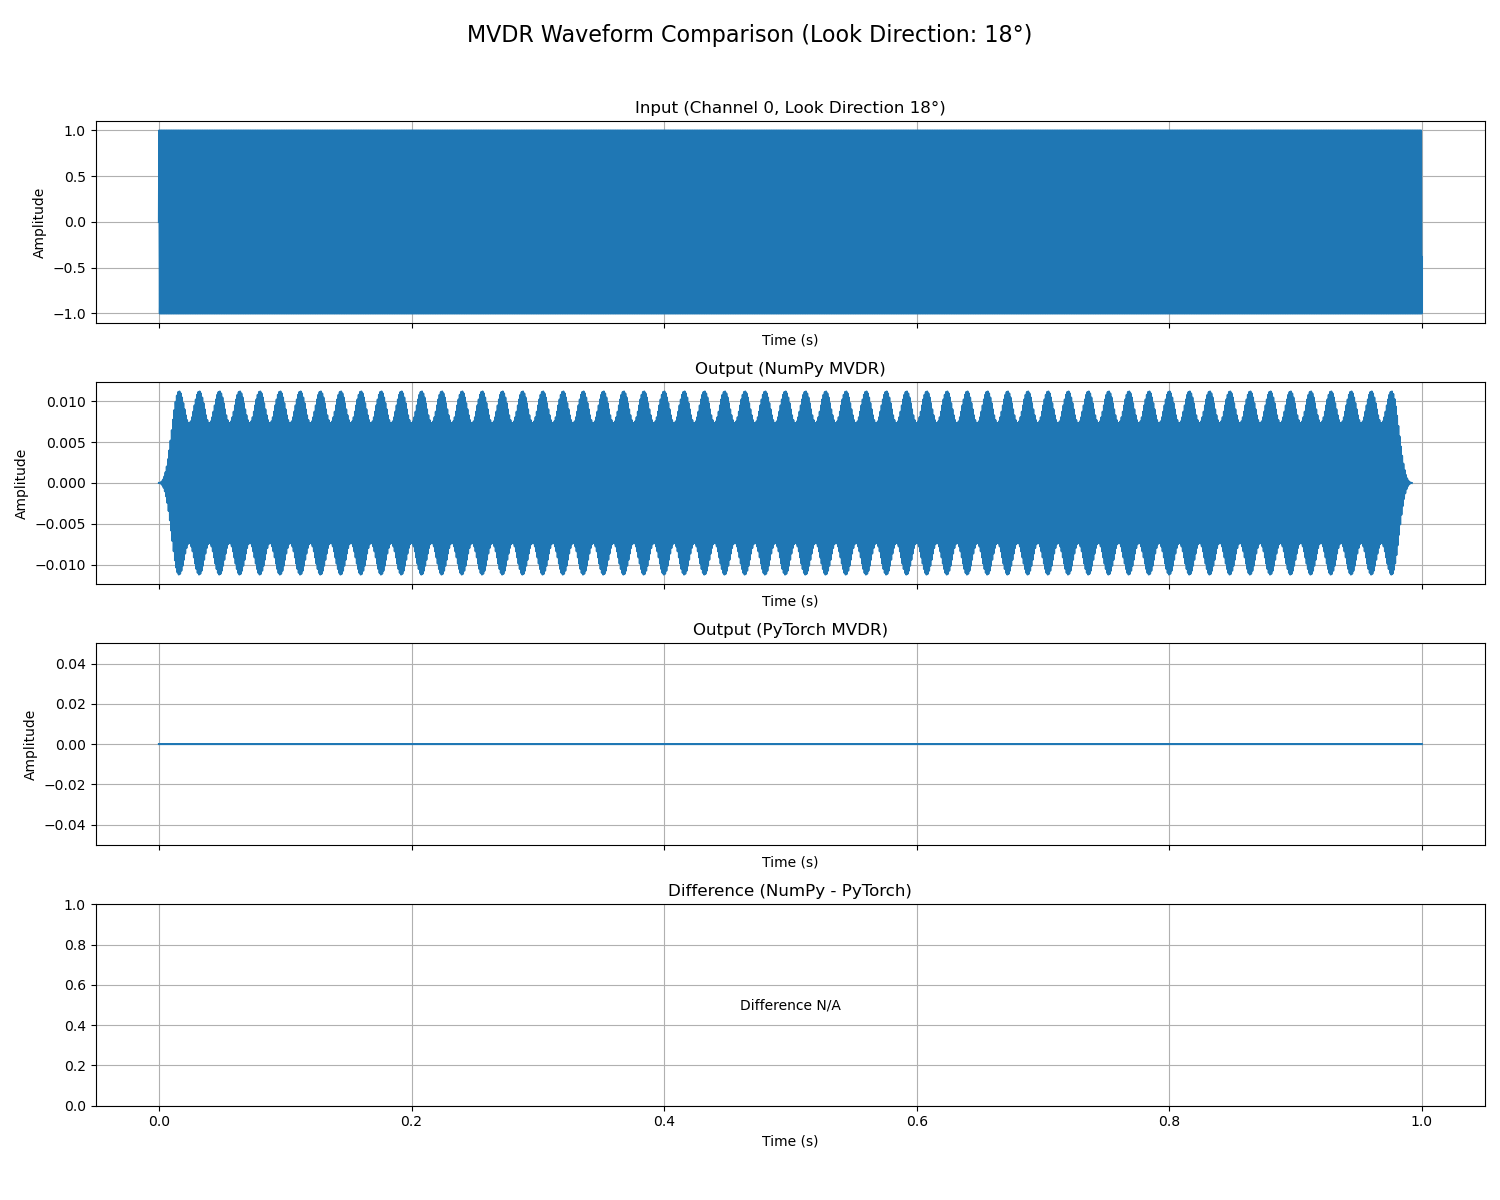 MVDR Waveform Comparison (Look Direction: 18°)
Input (Channel 0, Look Direction 18°)
1.0
0.5
0.0
−0.5
−1.0
Amplitude
Time (s)
Output (NumPy MVDR)
0.010
0.005
0.000
−0.005
−0.010
Amplitude
Time (s)
Output (PyTorch MVDR)
0.04
0.02
0.00
−0.02
−0.04
Amplitude
Time (s)
Difference (NumPy - PyTorch)
1.0
0.8
0.6
0.4
0.2
0.0
Difference N/A
0.0 0.2 0.4 0.6 0.8 1.0
Time (s)